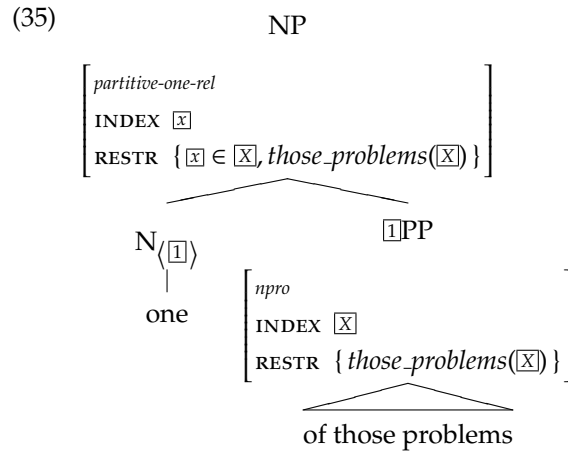 (35)
NP
partitive-one-rel
INDEX x
RESTR { x ∈ X, those_problems(X) }
N⟨1⟩ 1PP
one
npro
INDEX X
RESTR { those_problems(X) }
of those problems